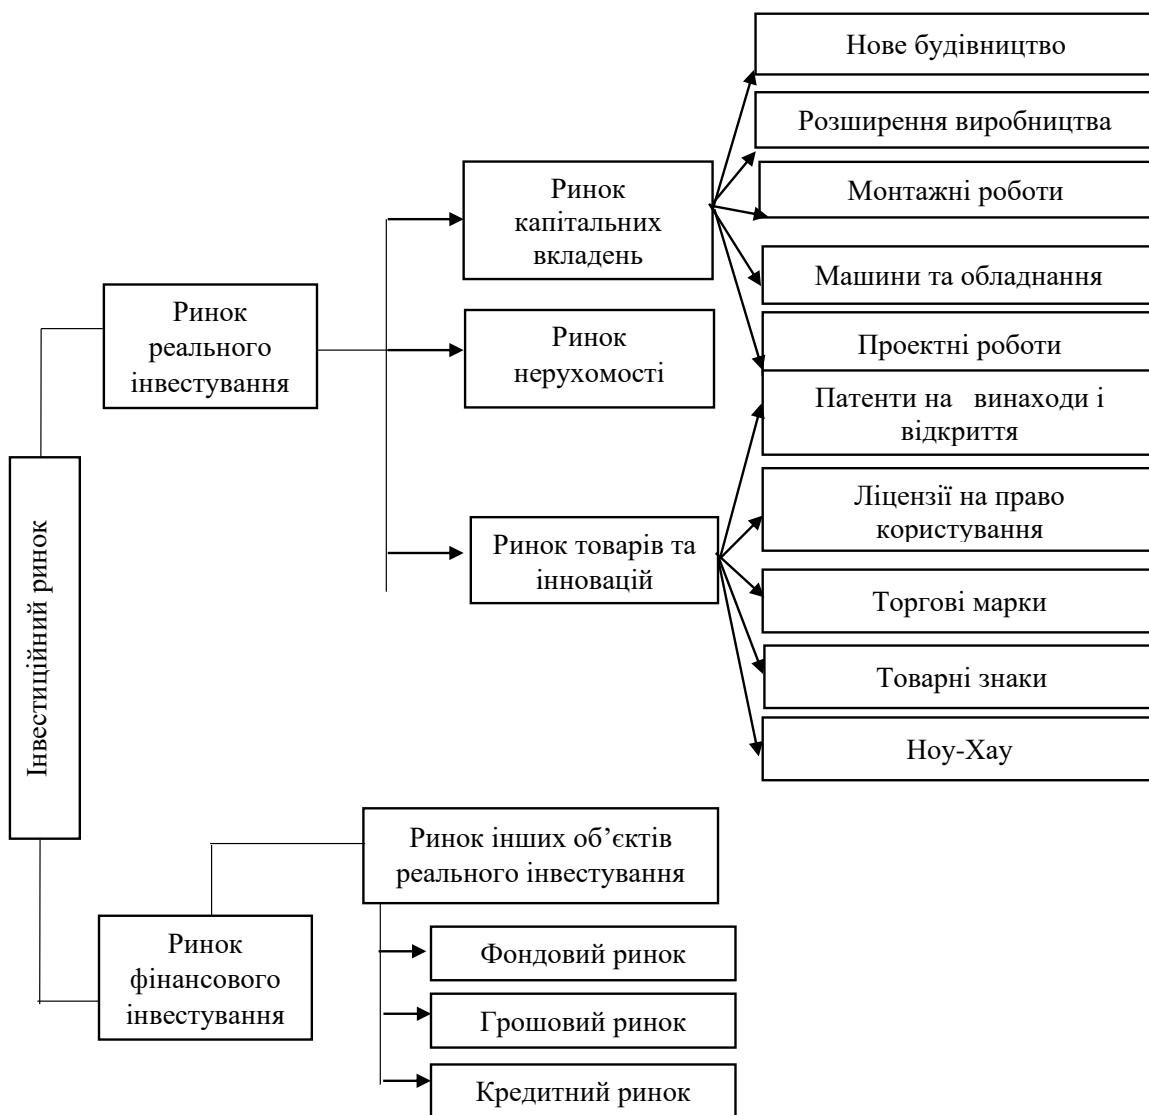 Нове будівництво
Розширення виробництва
Монтажні роботи
Машини та обладнання
Проектні роботи
Ринок
капітальних
вкладень
Ринок
реального
інвестування
Ринок
нерухомості
Патенти на винаходи і
відкриття
Ліцензії на право
користування
Ринок товарів та
інновацій
Торгові марки
Товарні знаки
Ноу-Хау
Інвестиційний ринок
Ринок інших об’єктів
реального інвестування
Ринок
фінансового
інвестування
Фондовий ринок
Грошовий ринок
Кредитний ринок